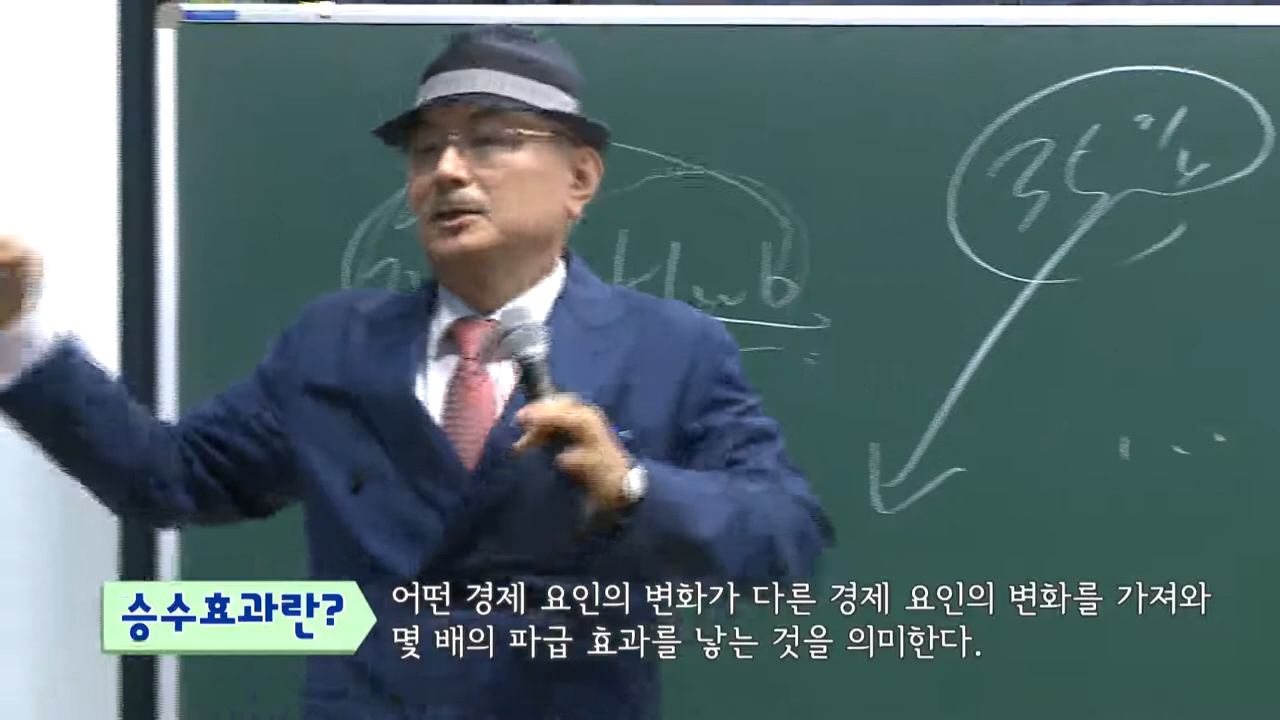 35%
승수효과란?
어떤 경제 요인의 변화가 다른 경제 요인의 변화를 가져와
몇 배의 파급 효과를 낳는 것을 의미한다.